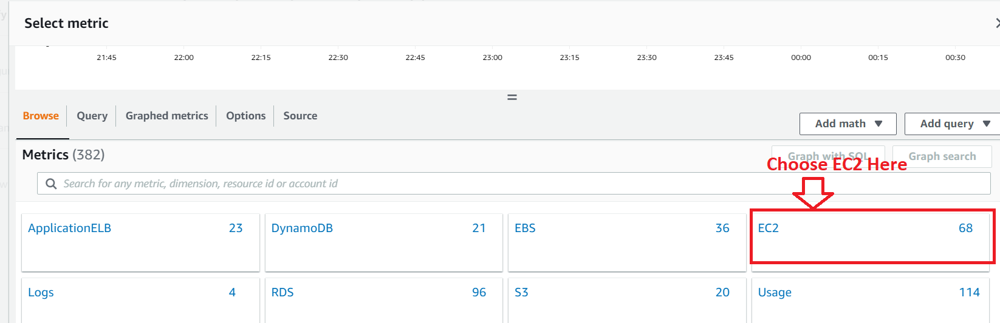 Select metric
21:45 22:00 22:15 22:30 22:45 23:00 23:15 23:30 23:45 00:00 00:15 00:30
=
Browse Query Graphed metrics Options Source
Add math ▼ Add query ▼
Metrics (382)
Graph with SQL Graph search
Choose EC2 Here
Search for any metric, dimension, resource id or account id
ApplicationELB 23 DynamoDB 21 EBS 36 EC2 68
Logs 4 RDS 96 S3 20 Usage 114